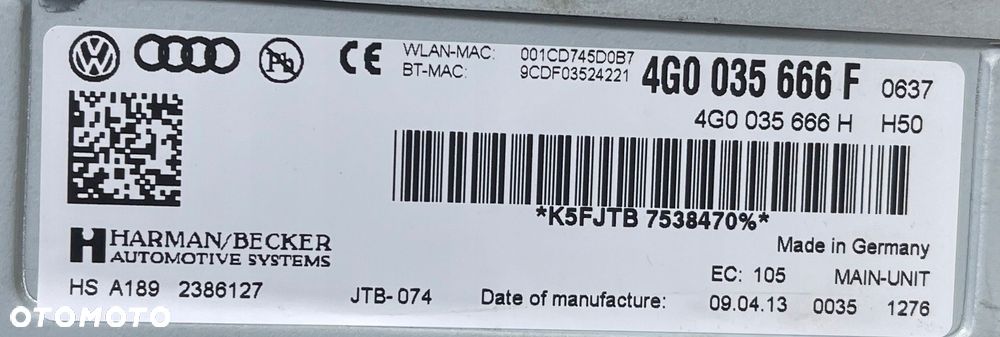 WLAN-MAC: 001CD745D0B7
BT-MAC: 9CDF03524221
4G0 035 666 F 0637
4G0 035 666 H H50
*K5FJTB 7538470%*
HARMAN/BECKER
AUTOMOTIVE SYSTEMS
Made in Germany
EC: 105 MAIN-UNIT
HS A189 2386127 JTB-074 Date of manufacture: 09.04.13 0035 1276
OTOMOTO